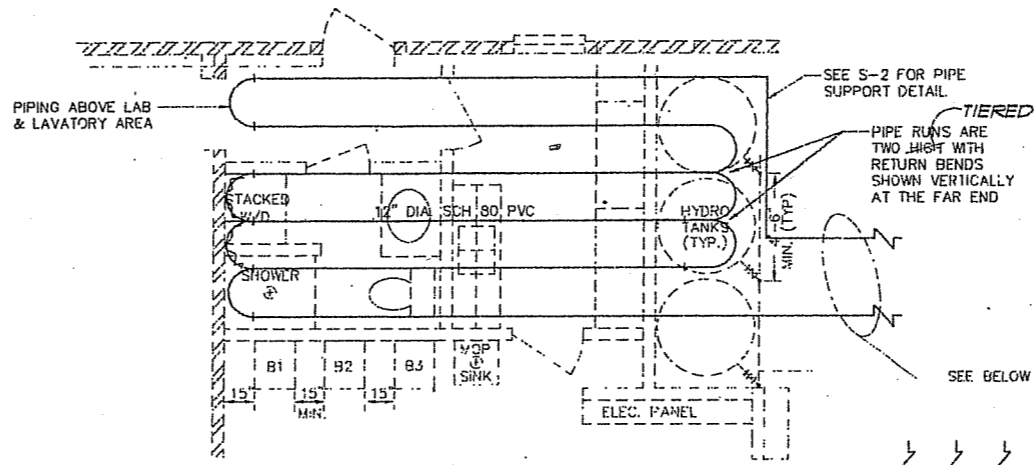 SEE S-2 FOR PIPE
SUPPORT DETAIL
PIPING ABOVE LAB
& LAVATORY AREA
TIERED
PIPE RUNS ARE
TWO HIGH WITH
RETURN BENDS
SHOWN VERTICALLY
AT THE FAR END
STACKED
W/D
12" DIA. SCH 80 PVC
HYDRO
TANKS
(TYP.)
4'-6"
MIN. (TYP)
SHOWER
B1
B2
B3
MOP
SINK
15"
15"
15"
MIN.
ELEC. PANEL
SEE BELOW